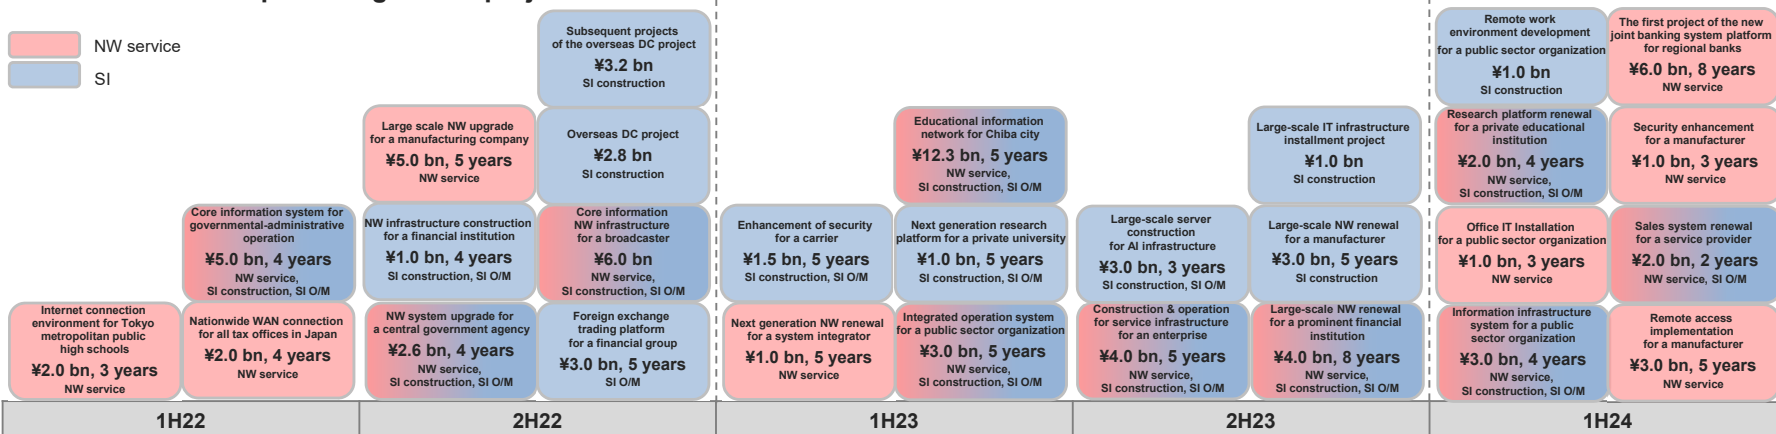 NW service
SI
Internet connection
environment for Tokyo
metropolitan public
high schools
¥2.0 bn, 3 years
NW service
Core information system for
governmental-administrative
operation
¥5.0 bn, 4 years
NW service,
SI construction, SI O/M
Nationwide WAN connection
for all tax offices in Japan
¥2.0 bn, 4 years
NW service
1H22
Large scale NW upgrade
for a manufacturing company
¥5.0 bn, 5 years
NW service
NW infrastructure construction
for a financial institution
¥1.0 bn, 4 years
SI construction, SI O/M
NW system upgrade for
a central government agency
¥2.6 bn, 4 years
NW service,
SI construction, SI O/M
Subsequent projects
of the overseas DC project
¥3.2 bn
SI construction
Overseas DC project
¥2.8 bn
SI construction
Core information
NW infrastructure
for a broadcaster
¥6.0 bn
NW service,
SI construction, SI O/M
Foreign exchange
trading platform
for a financial group
¥3.0 bn, 5 years
SI O/M
2H22
Enhancement of security
for a carrier
¥1.5 bn, 5 years
SI construction, SI O/M
Next generation NW renewal
for a system integrator
¥1.0 bn, 5 years
NW service
Educational information
network for Chiba city
¥12.3 bn, 5 years
NW service,
SI construction, SI O/M
Next generation research
platform for a private university
¥1.0 bn, 5 years
SI construction, SI O/M
Integrated operation system
for a public sector organization
¥3.0 bn, 5 years
NW service,
SI construction, SI O/M
1H23
Large-scale server
construction
for AI infrastructure
¥3.0 bn, 3 years
SI construction, SI O/M
Construction & operation
for service infrastructure
for an enterprise
¥4.0 bn, 5 years
NW service,
SI construction, SI O/M
Large-scale IT infrastructure
installment project
¥1.0 bn
SI construction
Large-scale NW renewal
for a manufacturer
¥3.0 bn, 5 years
SI construction
Large-scale NW renewal
for a prominent financial
institution
¥4.0 bn, 8 years
NW service,
SI construction, SI O/M
2H23
Remote work
environment development
for a public sector organization
¥1.0 bn
SI construction
Research platform renewal
for a private educational
institution
¥2.0 bn, 4 years
NW service,
SI construction, SI O/M
Office IT Installation
for a public sector organization
¥1.0 bn, 3 years
NW service
Information infrastructure
system for a public
sector organization
¥3.0 bn, 4 years
NW service,
SI construction, SI O/M
The first project of the new
joint banking system platform
for regional banks
¥6.0 bn, 8 years
NW service
Security enhancement
for a manufacturer
¥1.0 bn, 3 years
NW service
Sales system renewal
for a service provider
¥2.0 bn, 2 years
NW service, SI O/M
Remote access
implementation
for a manufacturer
¥3.0 bn, 5 years
NW service
1H24